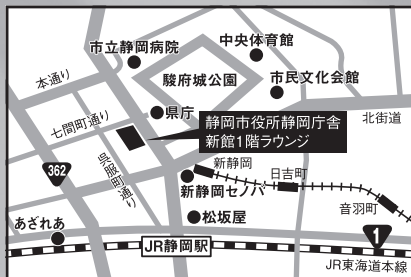 市立静岡病院
中央体育館
本通り
駿府城公園
市民文化会館
県庁
七間町通り
北街道
静岡市役所静岡庁舎
新館1階ラウンジ
呉服町通り
362
新静岡
日吉町
新静岡セノバ
音羽町
松坂屋
あざれあ
JR静岡駅
1
JR東海道本線